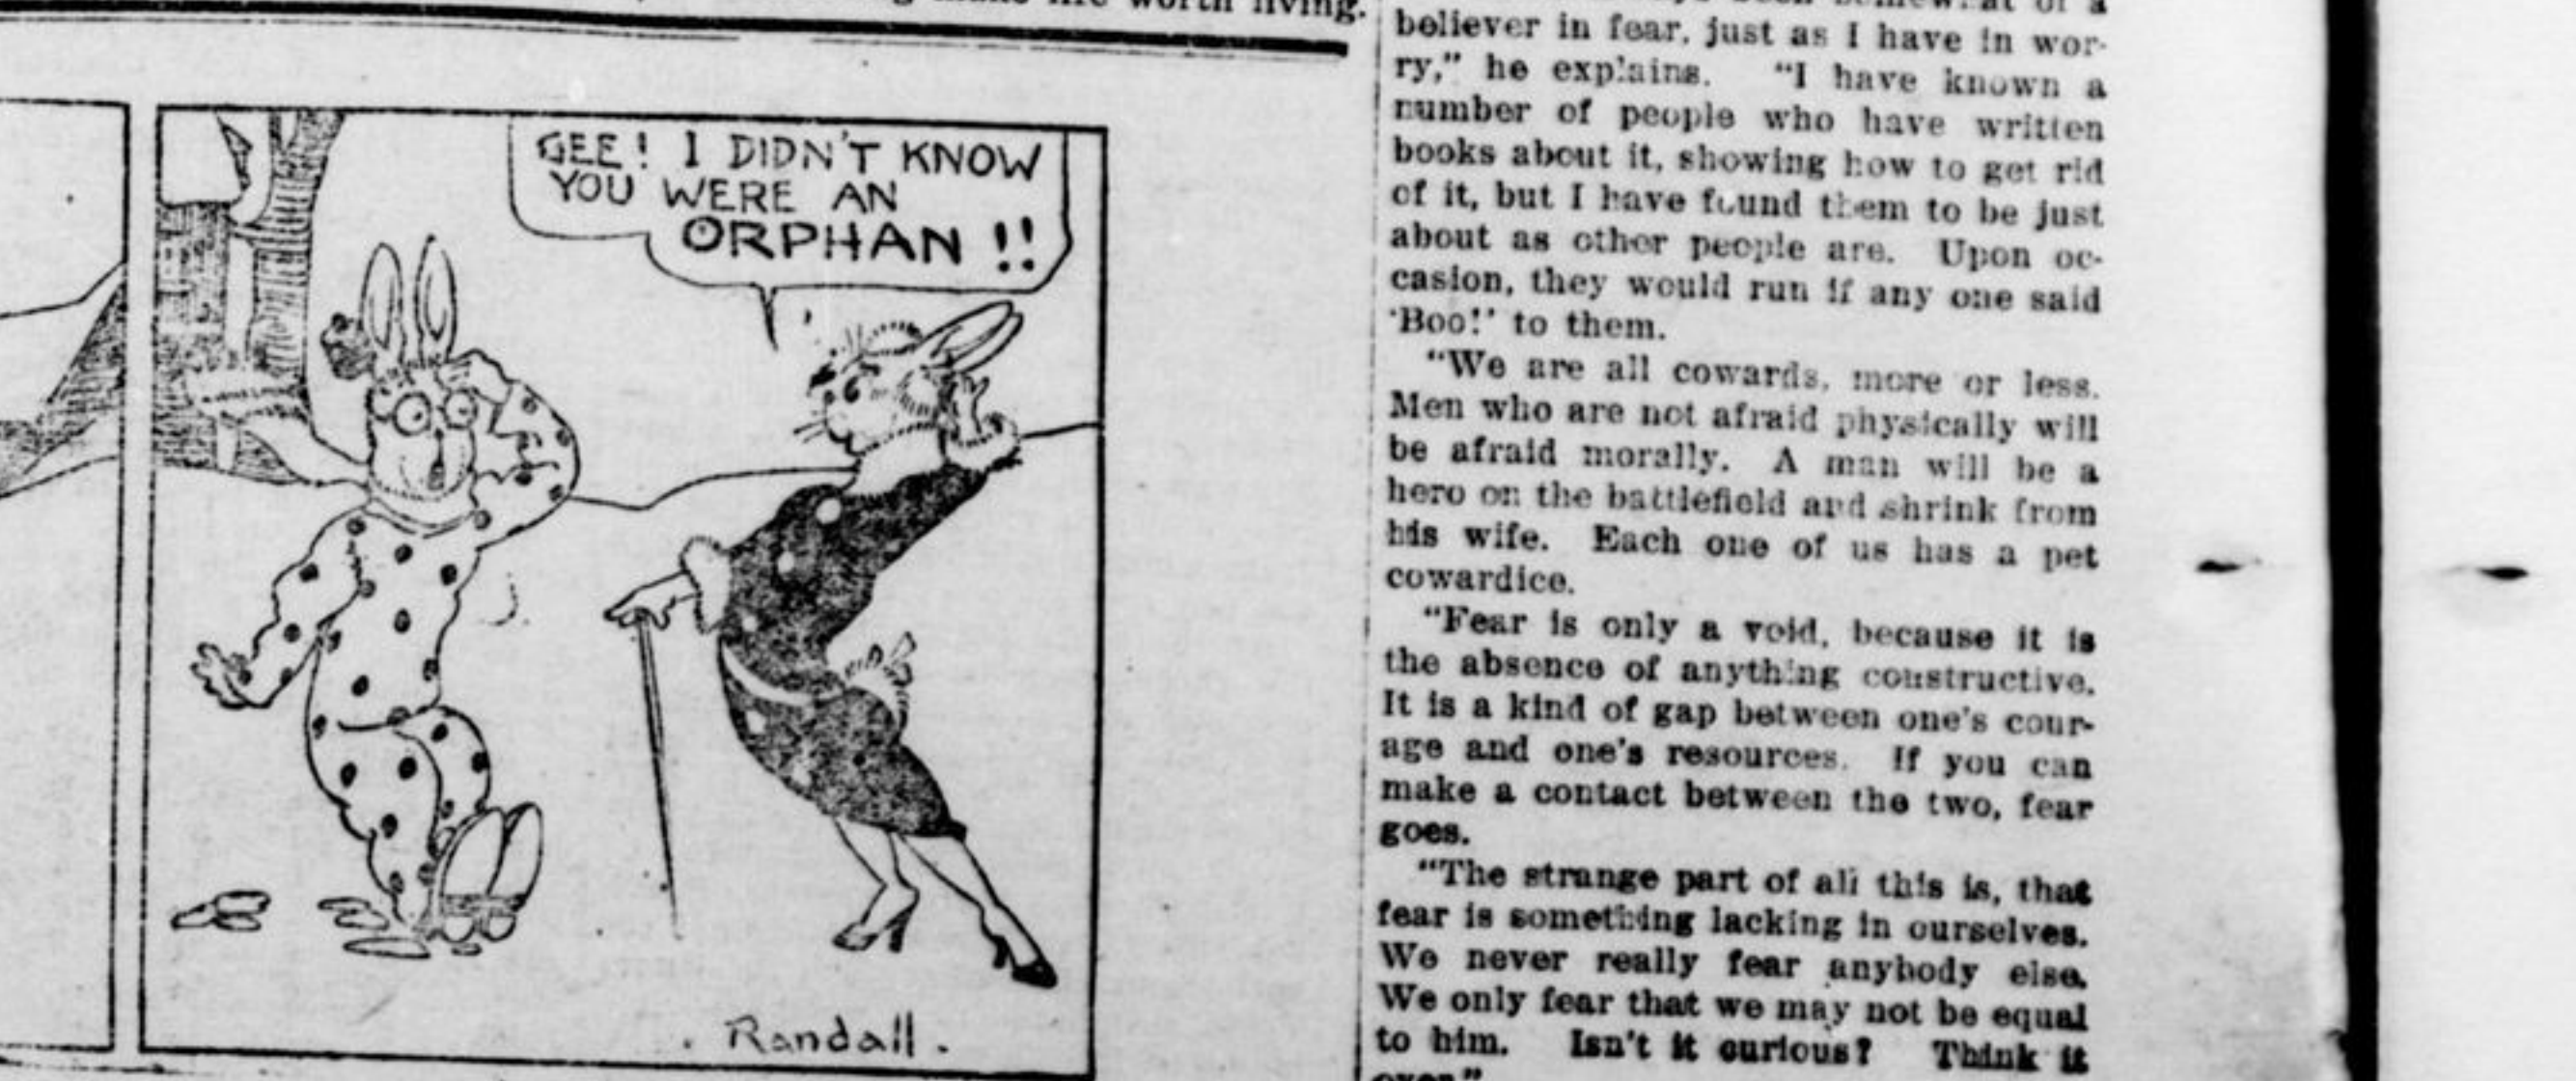 worth living.
GEE! I DIDN'T KNOW
YOU WERE AN
ORPHAN!!
Randall.
believer in fear, just as I have in wor-
ry," he explains. "I have known a
number of people who have written
books about it, showing how to get rid
of it, but I have found them to be just
about as other people are. Upon oc-
casion, they would run if any one said
'Boo!' to them.
"We are all cowards, more or less.
Men who are not afraid physically will
be afraid morally. A man will be a
hero on the battlefield and shrink from
his wife. Each one of us has a pet
cowardice.
"Fear is only a void, because it is
the absence of anything constructive.
It is a kind of gap between one's cour-
age and one's resources. If you can
make a contact between the two, fear
goes.
"The strange part of all this is, that
fear is something lacking in ourselves.
We never really fear anybody else.
We only fear that we may not be equal
to him. Isn't it curious? Think it
over."